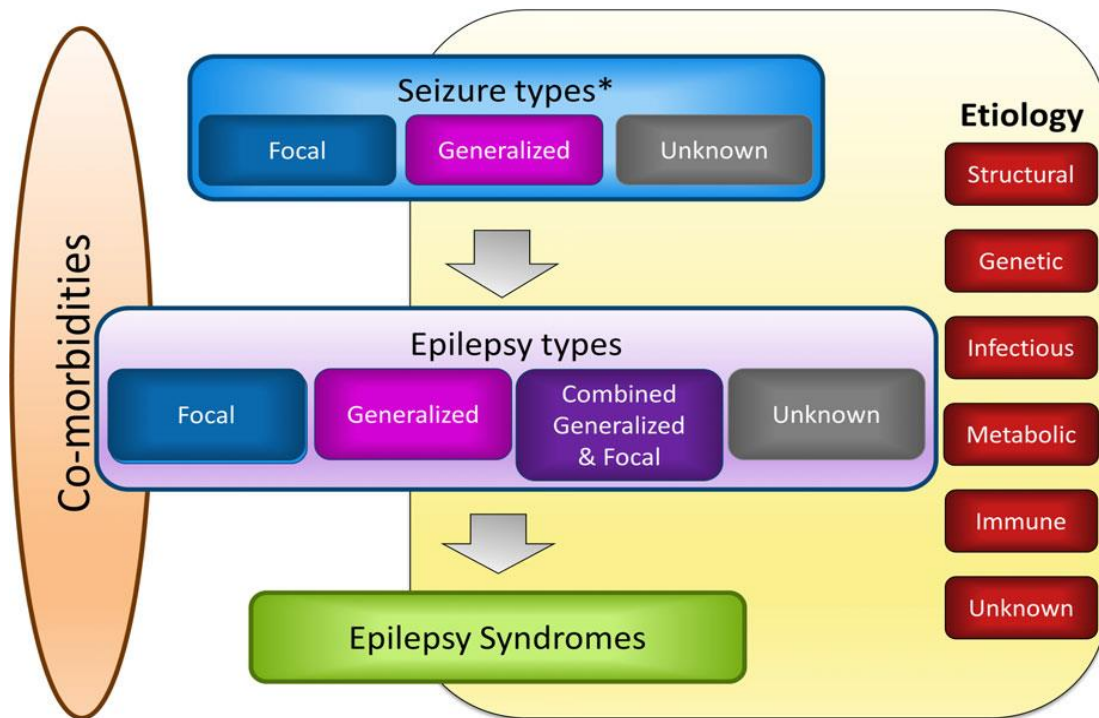 Co-morbidities
Seizure types*
Focal
Generalized
Unknown
Epilepsy types
Focal
Generalized
Combined
Generalized
& Focal
Unknown
Epilepsy Syndromes
Etiology
Structural
Genetic
Infectious
Metabolic
Immune
Unknown